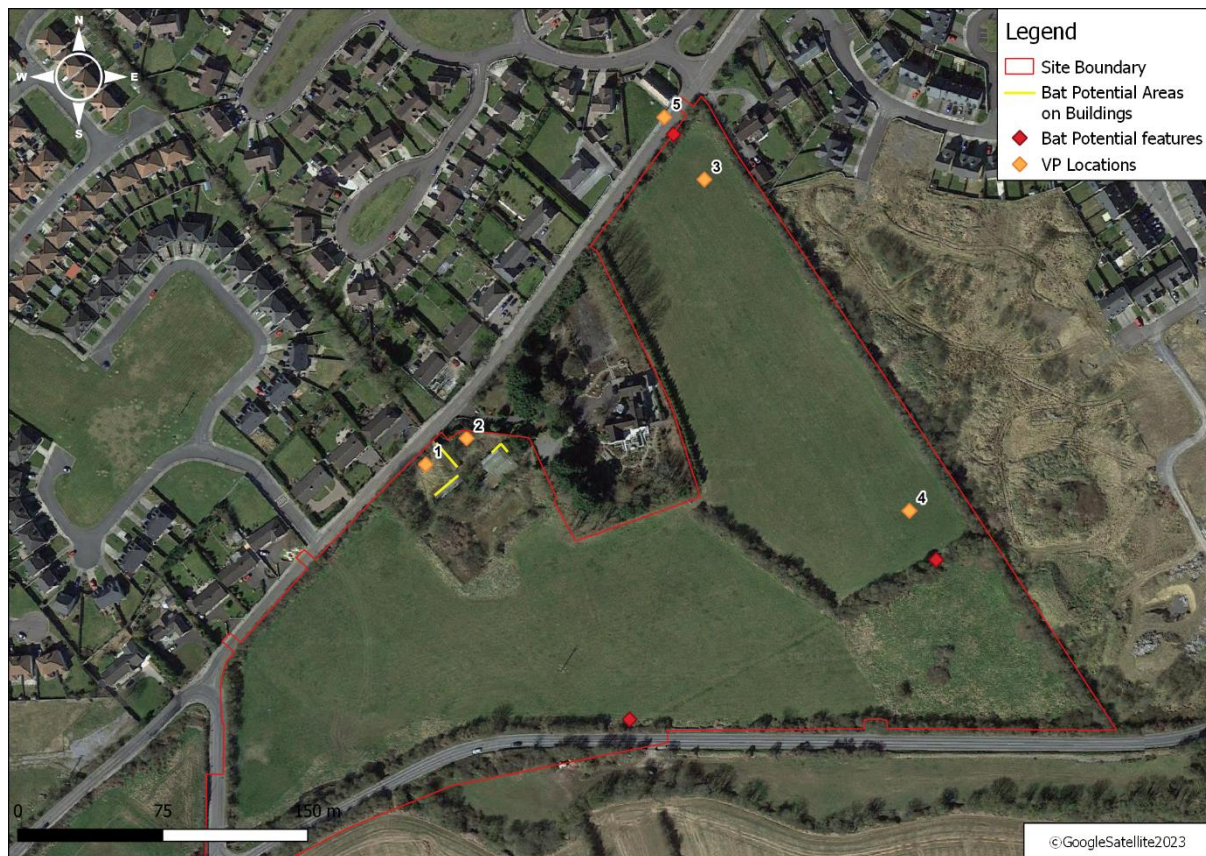 N
W E
S
Legend
Site Boundary
Bat Potential Areas
on Buildings
Bat Potential features
VP Locations
5
3
2
1
4
0 75 150 m
©GoogleSatellite2023